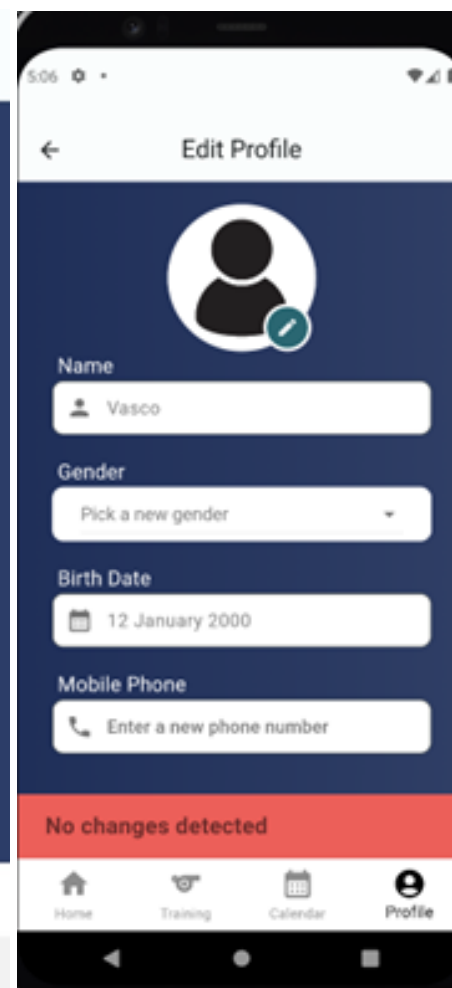 5:06
Edit Profile
Name
Vasco
Gender
Pick a new gender
Birth Date
12 January 2000
Mobile Phone
Enter a new phone number
No changes detected
Home Training Calendar Profile